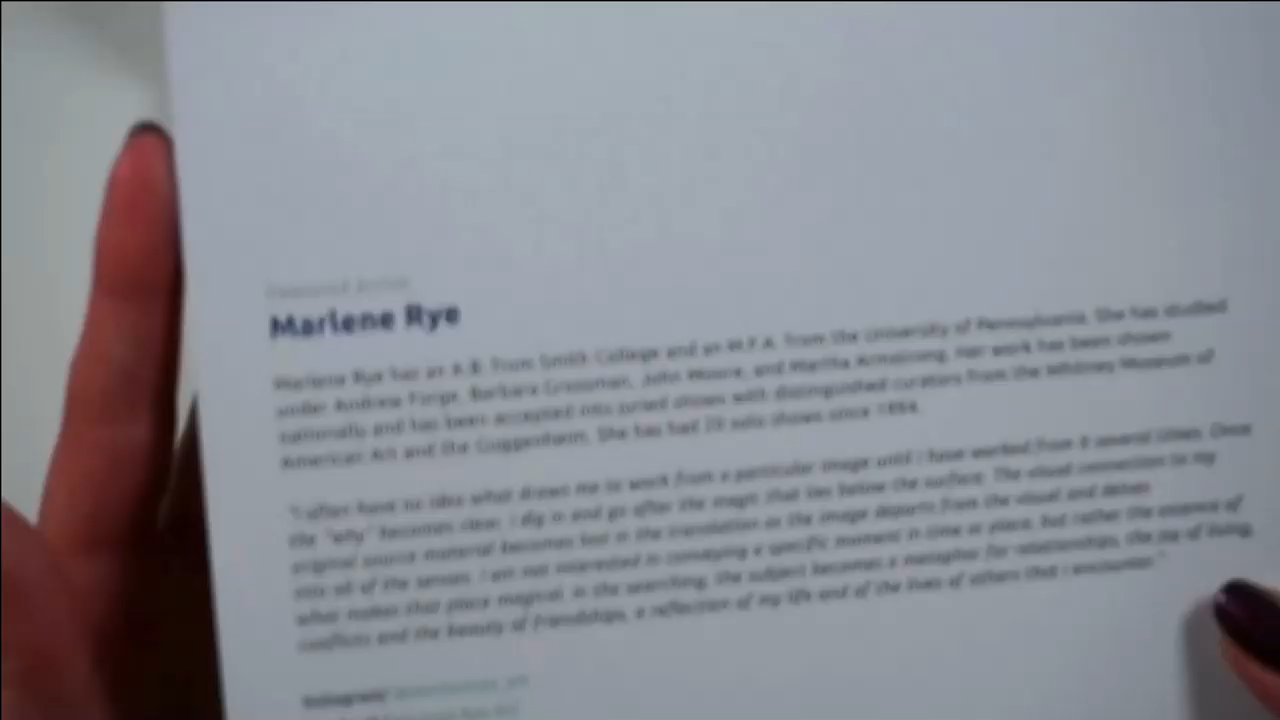 Featured Artist
Marlene Rye
Marlene Rye has an A.B. from Smith College and an M.F.A. from the University of Pennsylvania. She has studied
under Andrew Forge, Barbara Grossman, John Moore, and Martha Armstrong. Her work has been shown
nationally and has been accepted into juried shows with distinguished curators from the Whitney Museum of
American Art and the Guggenheim. She has had solo shows since
"I often have no idea what draws me to work from a particular image until I have worked from it several times. Once
the "why" becomes clear, I dig in and go after the magic that lies below the surface. The visual connection to my
original source material becomes lost in the translation as the image departs from the visual and
into all of the senses. I am not interested in conveying a specific moment in time or place, but rather the essence of
what makes that place magical. In the searching, the subject becomes a metaphor for relationships, the joy of living,
conflicts and the beauty of friendships, a reflection of my life and of the lives of others that I encounter."